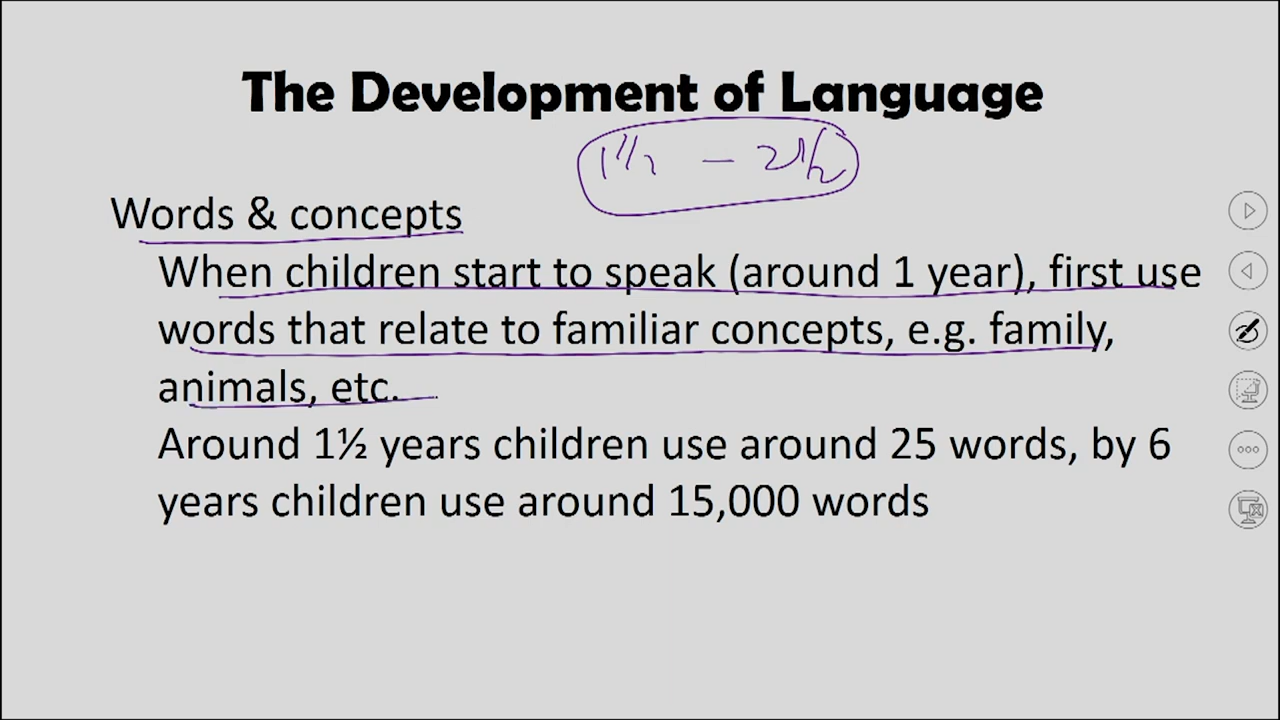 The Development of Language
1½ - 2½
Words & concepts
When children start to speak (around 1 year), first use
words that relate to familiar concepts, e.g. family,
animals, etc.
Around 1½ years children use around 25 words, by 6
years children use around 15,000 words